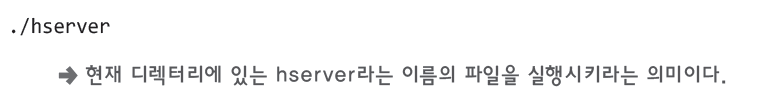 ./hserver
➜ 현재 디렉터리에 있는 hserver라는 이름의 파일을 실행시키라는 의미이다.